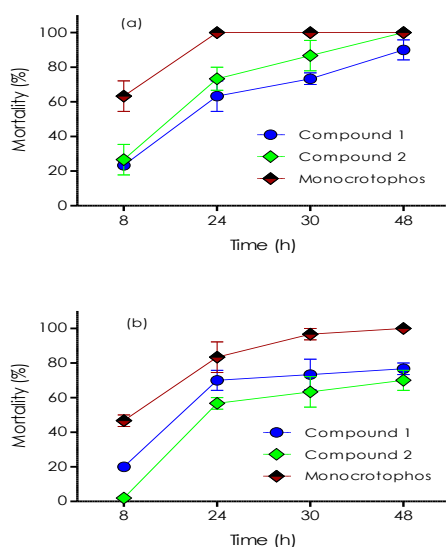 (a)
Mortality (%)
100
80
60
40
20
0
Compound 1
Compound 2
Monocrotophos
8 24 30 48
Time (h)
(b)
Mortality (%)
100
80
60
40
20
0
Compound 1
Compound 2
Monocrotophos
8 24 30 48
Time (h)